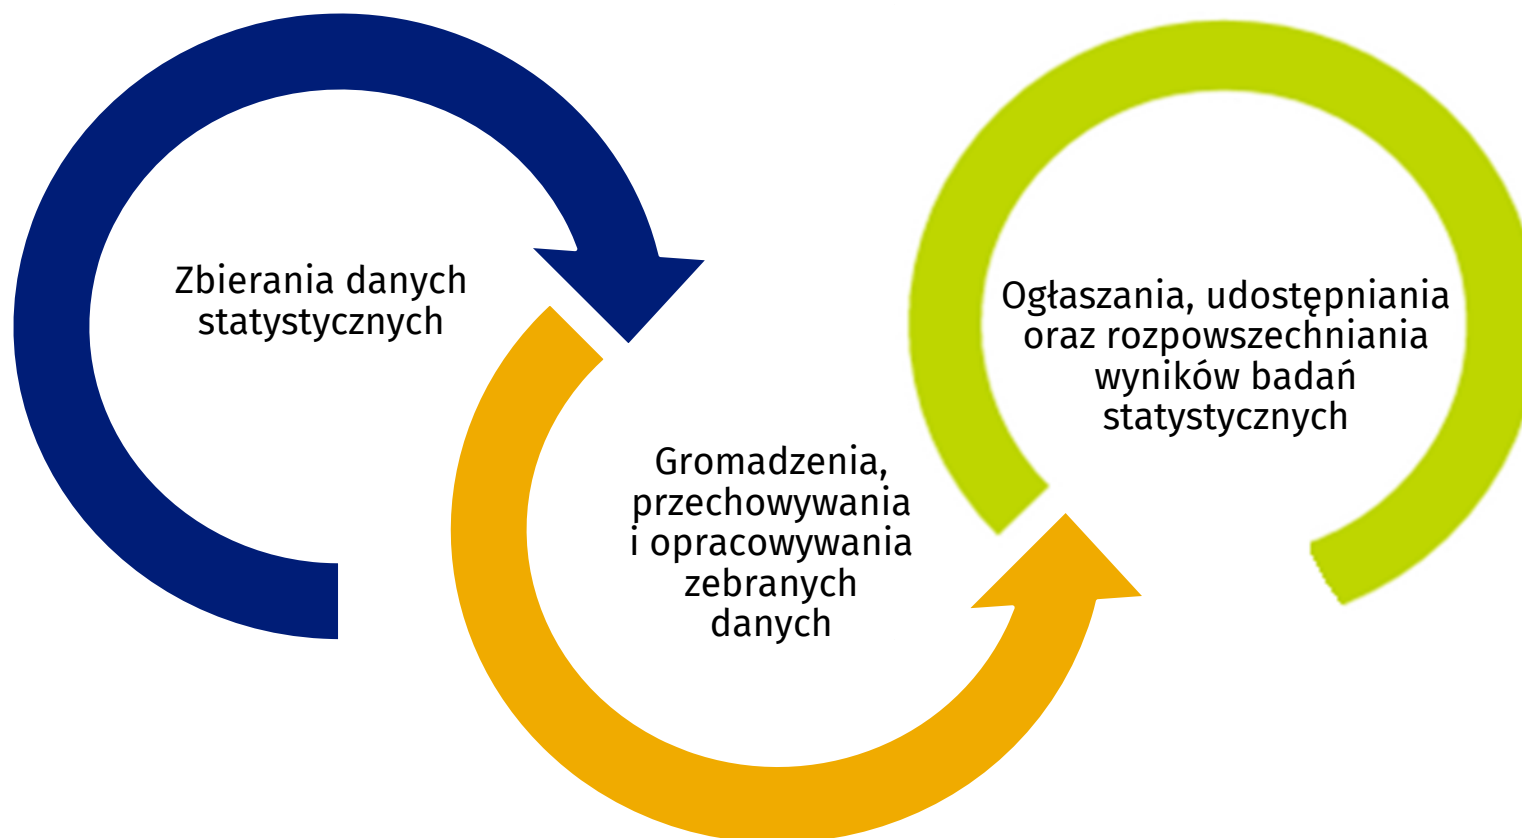 Zbierania danych
statystycznych
Gromadzenia,
przechowywania
i opracowywania
zebranych
danych
Ogłaszania, udostępniania
oraz rozpowszechniania
wyników badań
statystycznych